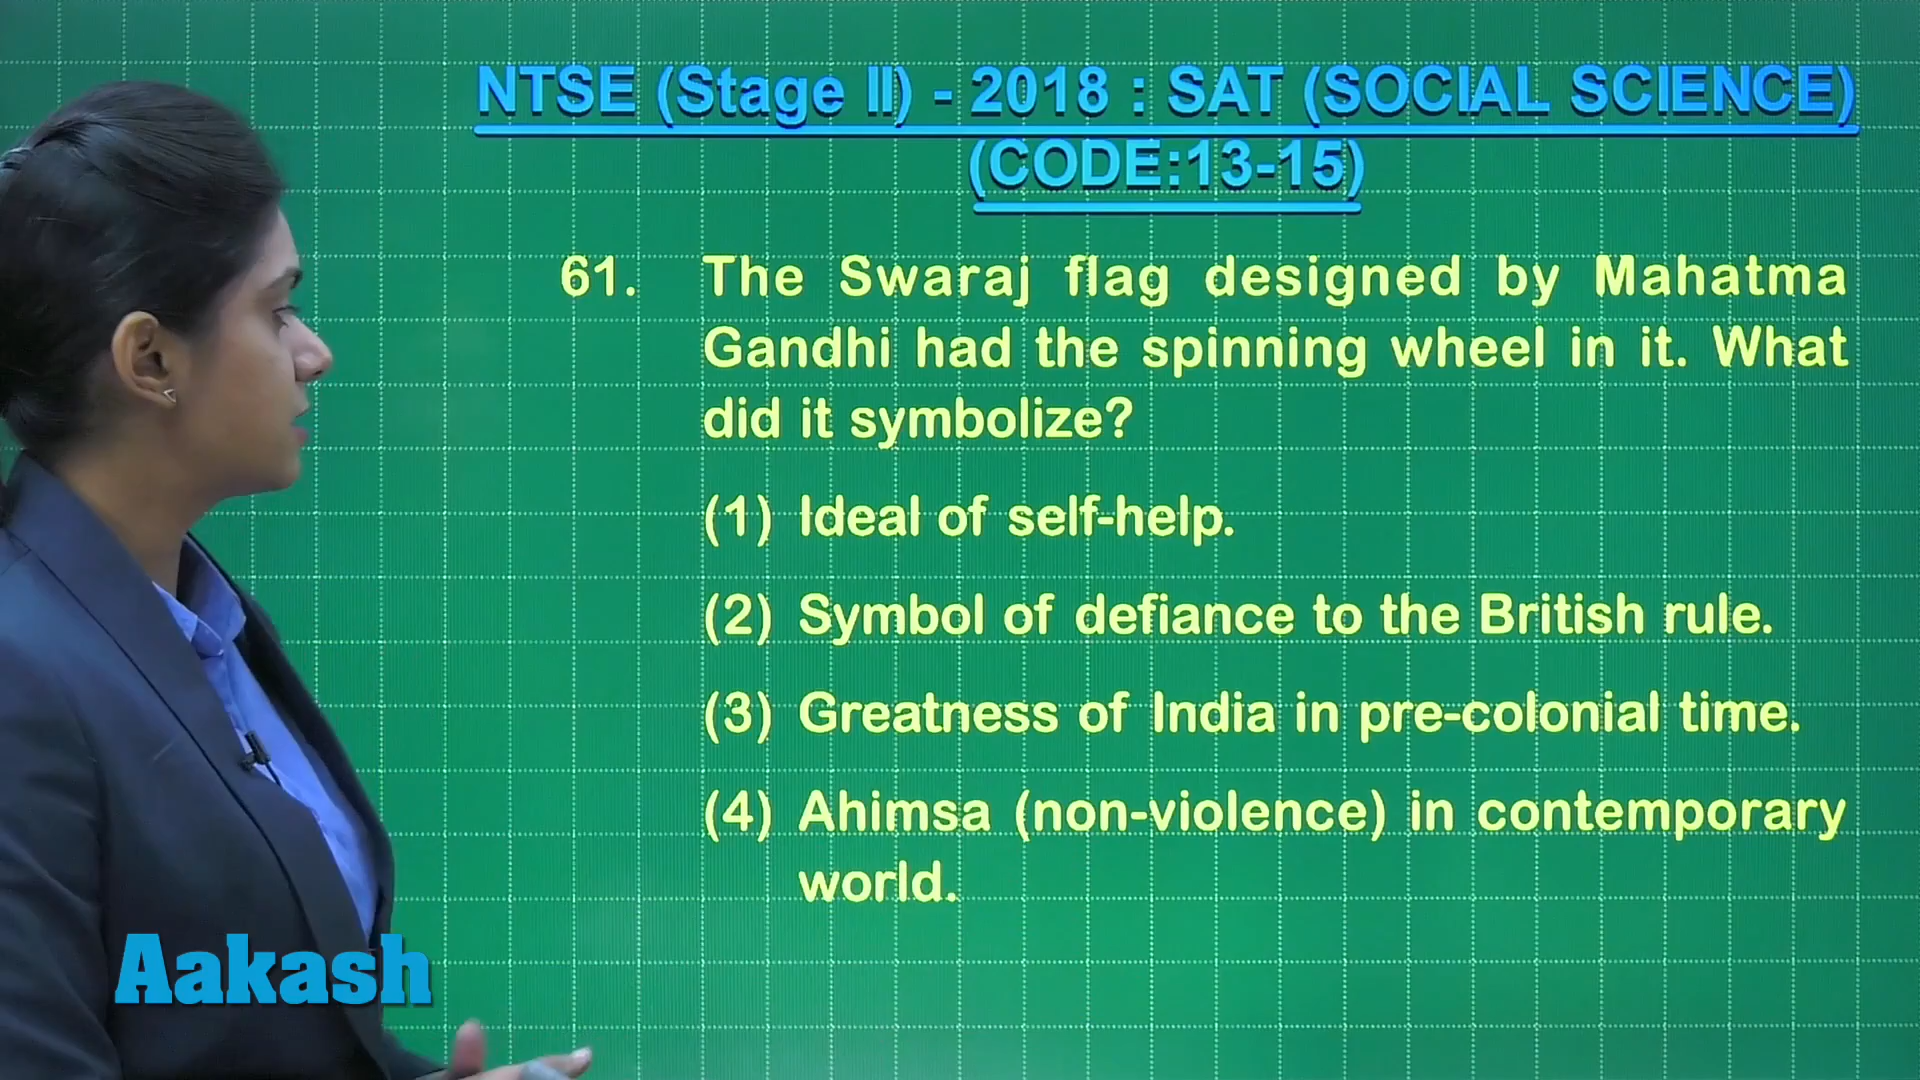 NTSE (Stage II) - 2018 : SAT (SOCIAL SCIENCE)
(CODE:13-15)
61. The Swaraj flag designed by Mahatma
Gandhi had the spinning wheel in it. What
did it symbolize?
(1) Ideal of self-help.
(2) Symbol of defiance to the British rule.
(3) Greatness of India in pre-colonial time.
(4) Ahimsa (non-violence) in contemporary
world.
Aakash